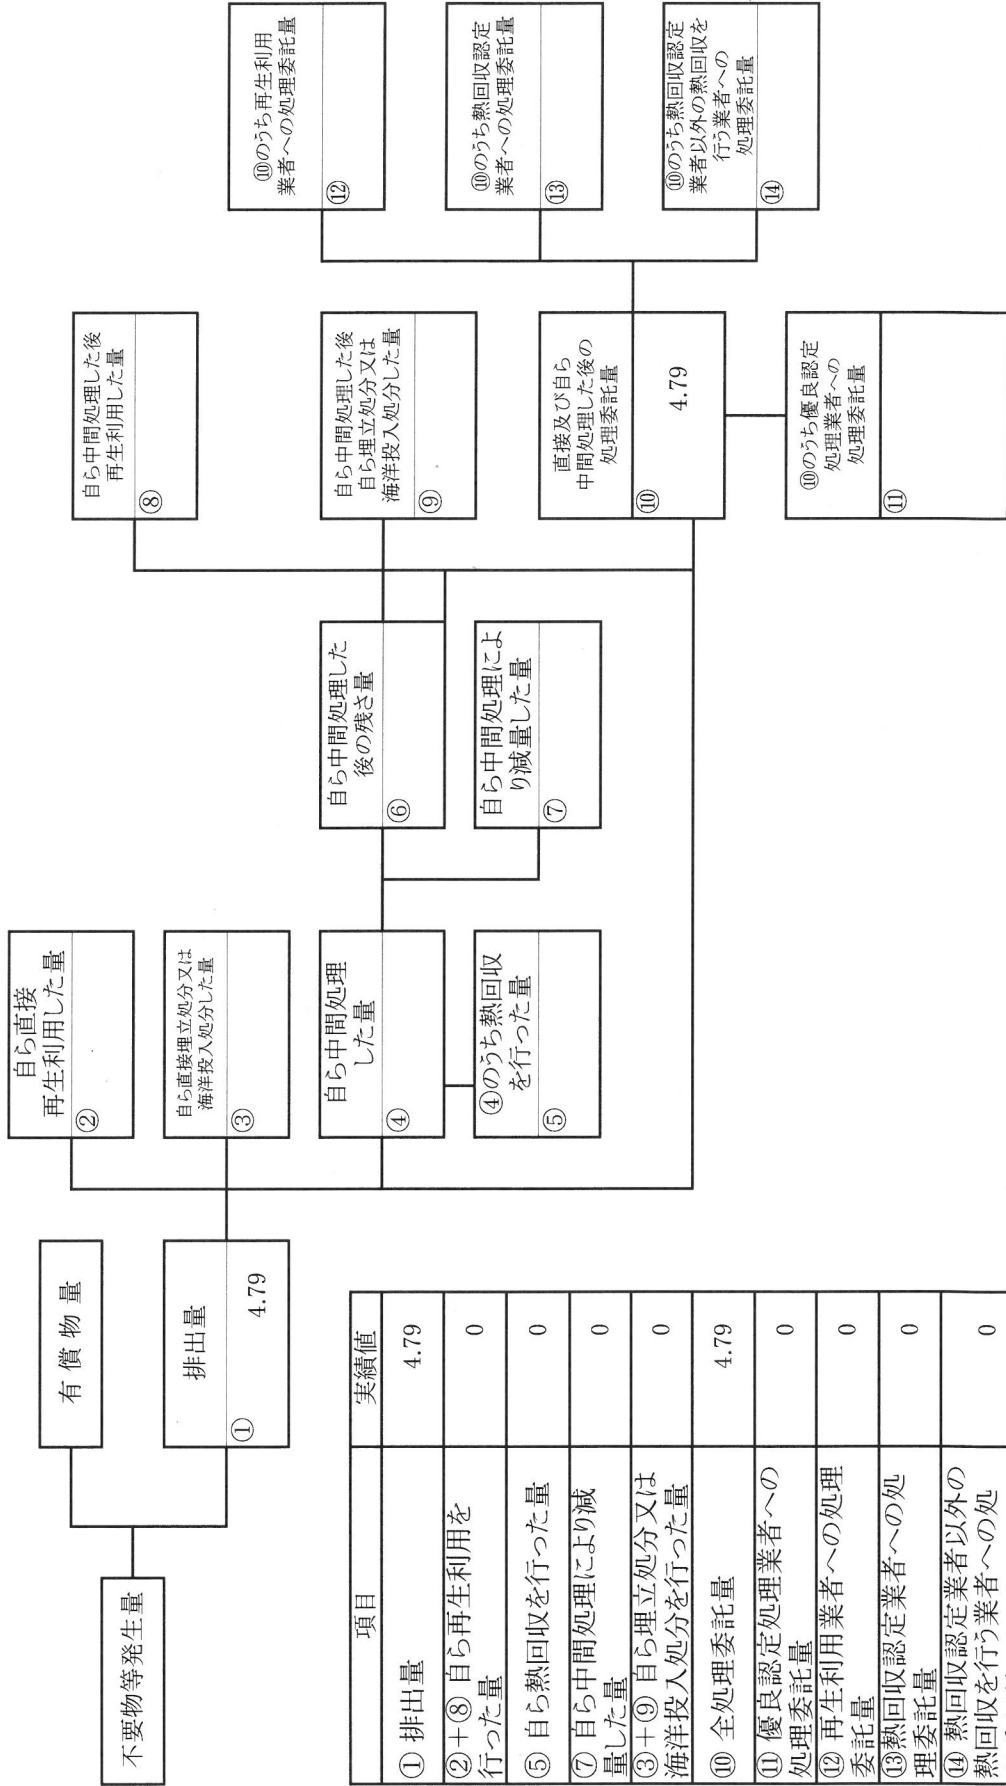 不要物等発生量
有償物量
排出量
①
4.79
自ら直接
再生利用した量
②
自ら直接埋立処分又は
海洋投入処分した量
③
自ら中間処理
した量
④
④のうち熱回収
を行った量
⑤
自ら中間処理した
後の残さ量
⑥
自ら中間処理によ
り減量した量
⑦
自ら中間処理した後
再生利用した量
⑧
自ら中間処理した後
自ら埋立処分又は
海洋投入処分した量
⑨
直接及び自ら
中間処理した後の
処理委託量
⑩
4.79
⑩のうち優良認定
処理業者への
処理委託量
⑪
⑩のうち再生利用
業者への処理委託量
⑫
⑩のうち熱回収認定
業者への処理委託量
⑬
⑩のうち熱回収認定
業者以外の熱回収を
行う業者への
処理委託量
⑭
項目 実績値
① 排出量 4.79
②+⑧ 自ら再生利用を
行った量 0
⑤ 自ら熱回収を行った量 0
⑦ 自ら中間処理により減
量した量 0
③+⑨ 自ら埋立処分又は
海洋投入処分を行った量 0
⑩ 全処理委託量 4.79
⑪ 優良認定処理業者への
処理委託量 0
⑫ 再生利用業者への処理
委託量 0
⑬熱回収認定業者への処
理委託量 0
⑭ 熱回収認定業者以外の
熱回収を行う業者への処 0